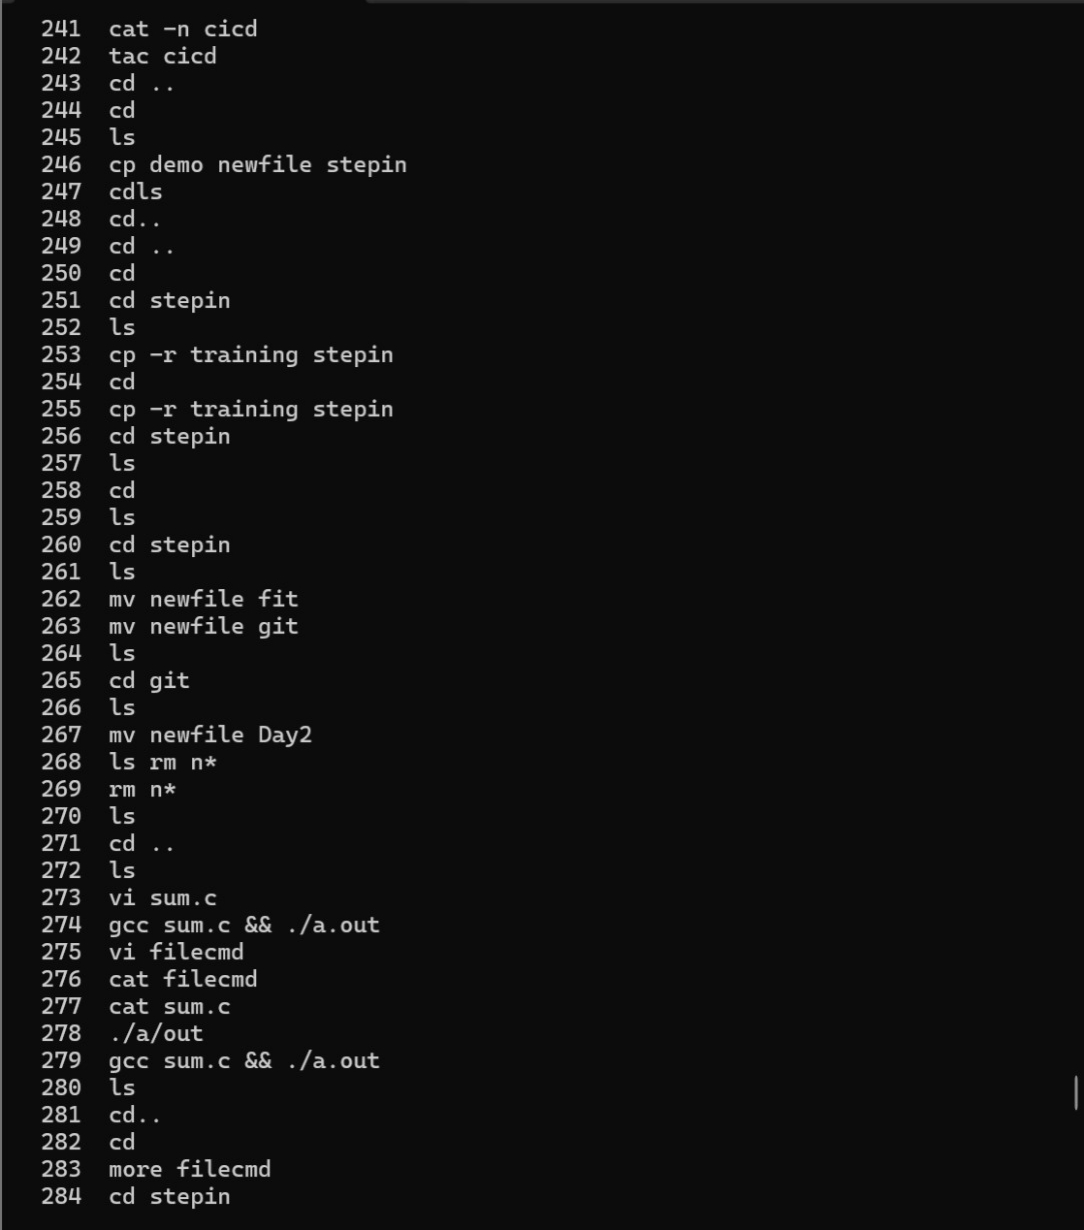 241 cat -n cicd
242 tac cicd
243 cd ..
244 cd
245 ls
246 cp demo newfile stepin
247 cdls
248 cd..
249 cd ..
250 cd
251 cd stepin
252 ls
253 cp -r training stepin
254 cd
255 cp -r training stepin
256 cd stepin
257 ls
258 cd
259 ls
260 cd stepin
261 ls
262 mv newfile fit
263 mv newfile git
264 ls
265 cd git
266 ls
267 mv newfile Day2
268 ls rm n*
269 rm n*
270 ls
271 cd ..
272 ls
273 vi sum.c
274 gcc sum.c && ./a.out
275 vi filecmd
276 cat filecmd
277 cat sum.c
278 ./a/out
279 gcc sum.c && ./a.out
280 ls
281 cd..
282 cd
283 more filecmd
284 cd stepin